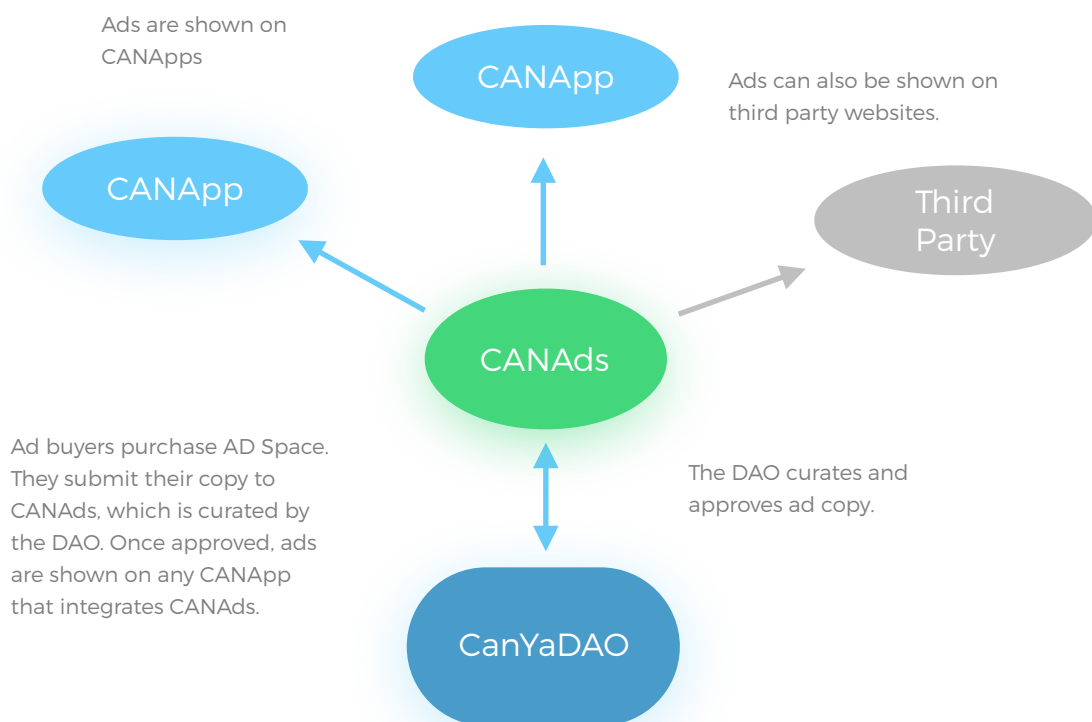 Ads are shown on
CANApps
CANApp
Ads can also be shown on
third party websites.
CANApp
Third
Party
CANAds
Ad buyers purchase AD Space.
They submit their copy to
CANAds, which is curated by
the DAO. Once approved, ads
are shown on any CANApp
that integrates CANAds.
The DAO curates and
approves ad copy.
CanYaDAO